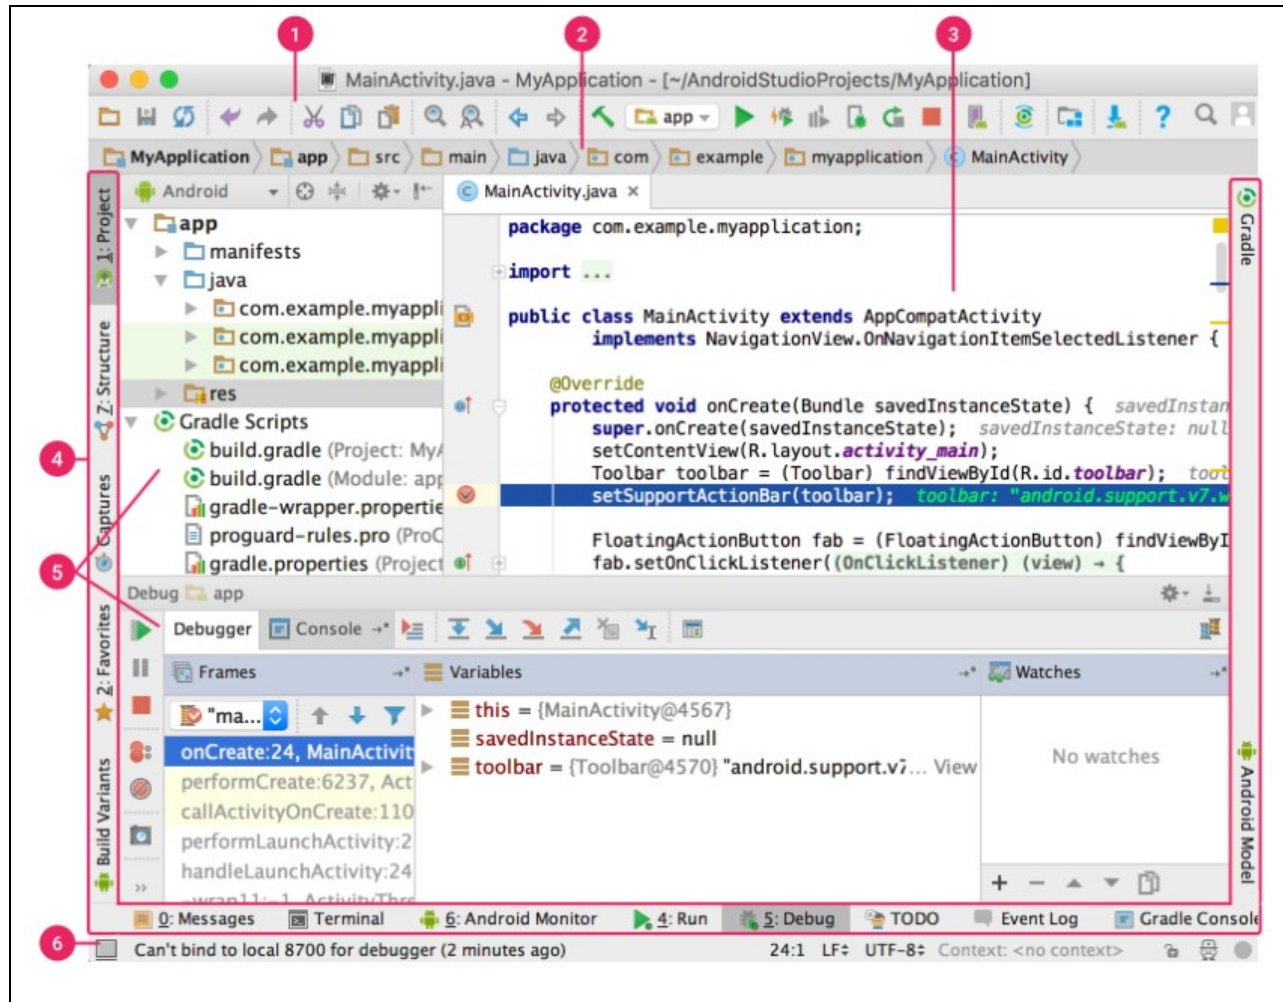 1 2 3
MainActivity.java - MyApplication - [~/AndroidStudioProjects/MyApplication]
app
MyApplication app src main java com example myapplication MainActivity
1: Project
Z: Structure
Captures
2: Favorites
Build Variants
4
5
6
Android
app
manifests
java
com.example.myappli
com.example.myappli
com.example.myappli
res
Gradle Scripts
build.gradle (Project: MyA
build.gradle (Module: app
gradle-wrapper.propertie
proguard-rules.pro (ProC
gradle.properties (Project
MainActivity.java
package com.example.myapplication;
import ...
public class MainActivity extends AppCompatActivity
implements NavigationView.OnNavigationItemSelectedListener {
@Override
protected void onCreate(Bundle savedInstanceState) { savedInstan
super.onCreate(savedInstanceState); savedInstanceState: null
setContentView(R.layout.activity_main);
Toolbar toolbar = (Toolbar) findViewById(R.id.toolbar); tool
setSupportActionBar(toolbar); toolbar: "android.support.v7.w
FloatingActionButton fab = (FloatingActionButton) findViewByI
fab.setOnClickListener((OnClickListener) (view) → {
Gradle
Android Model
Debug app
Debugger Console
Frames
"ma...
onCreate:24, MainActivit
performCreate:6237, Act
callActivityOnCreate:110
performLaunchActivity:2
handleLaunchActivity:24
-wrap11:-1, ActivityThre
Variables
this = {MainActivity@4567}
savedInstanceState = null
toolbar = {Toolbar@4570} "android.support.v7... View
Watches
No watches
0: Messages Terminal 6: Android Monitor 4: Run 5: Debug TODO Event Log Gradle Console
Can't bind to local 8700 for debugger (2 minutes ago) 24:1 LF UTF-8 Context: <no context>